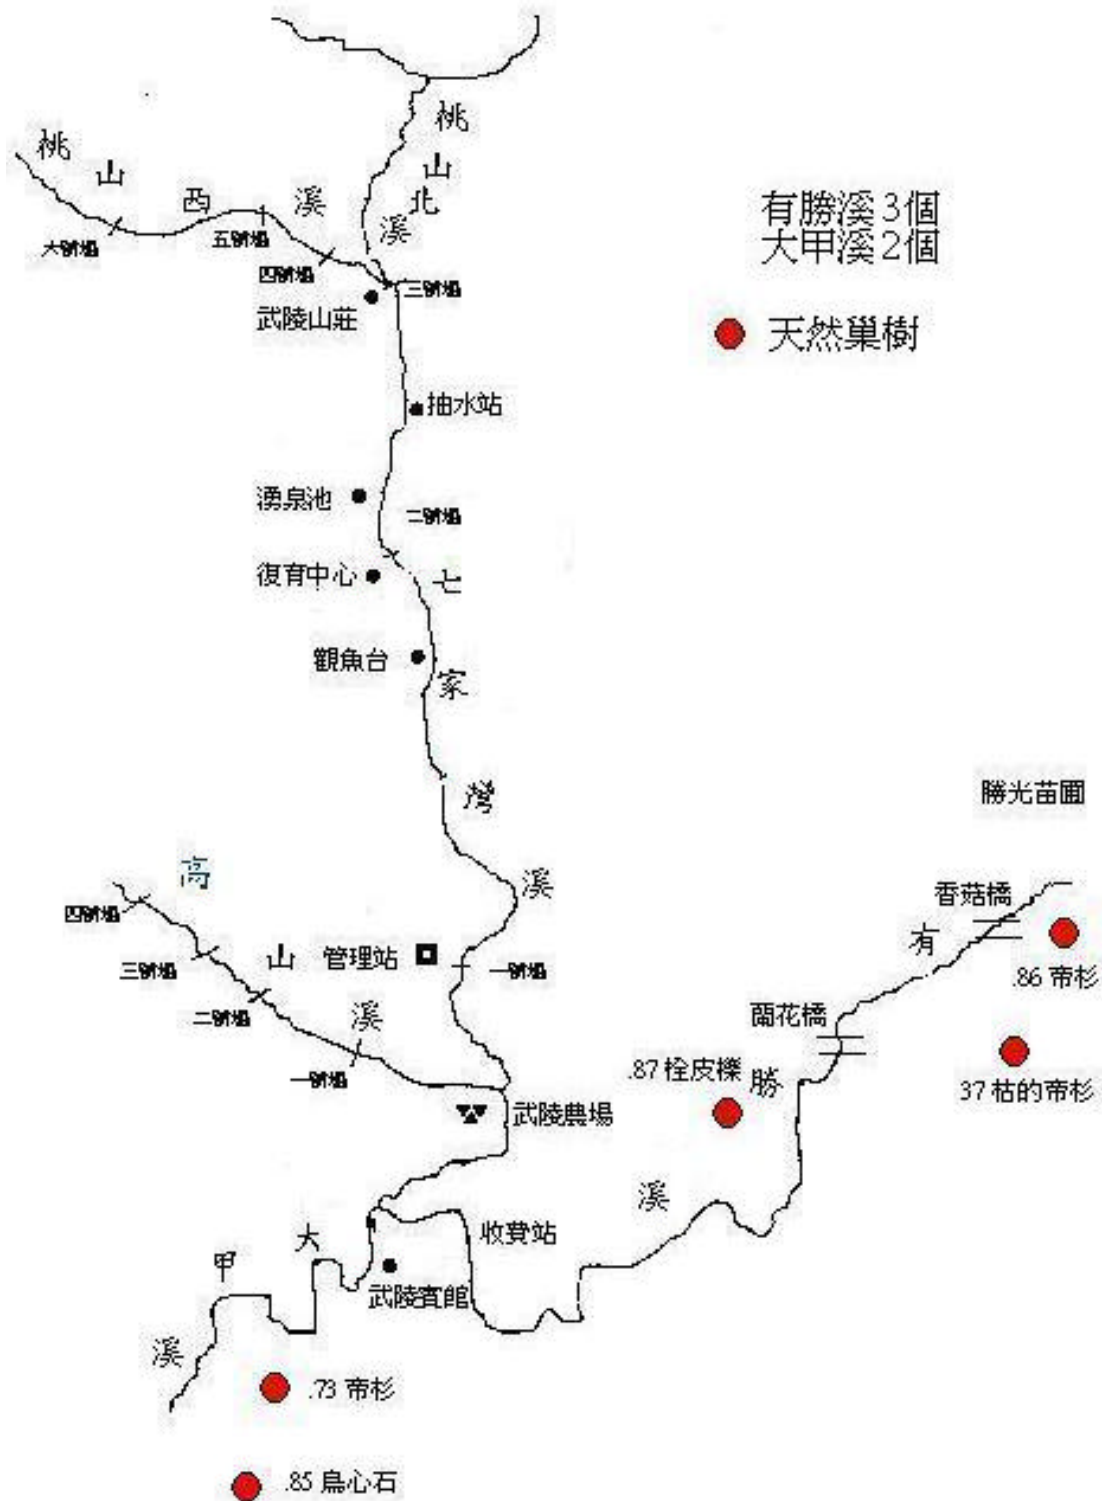 桃山北溪
桃山西溪
有勝溪3個
大甲溪2個
天然巢樹
六號壩
五號壩
四號壩
三號壩
武陵山莊
抽水站
湧泉池
二號壩
復育中心
七家灣溪
觀魚台
勝光苗圃
高山溪
香菇橋
四號壩
三號壩
管理站
一號壩
有勝溪
.86 帝杉
二號壩
蘭花橋
一號壩
.87 栓皮櫟
37 枯的帝杉
武陵農場
收費站
大甲溪
武陵賓館
.73 帝杉
.85 烏心石